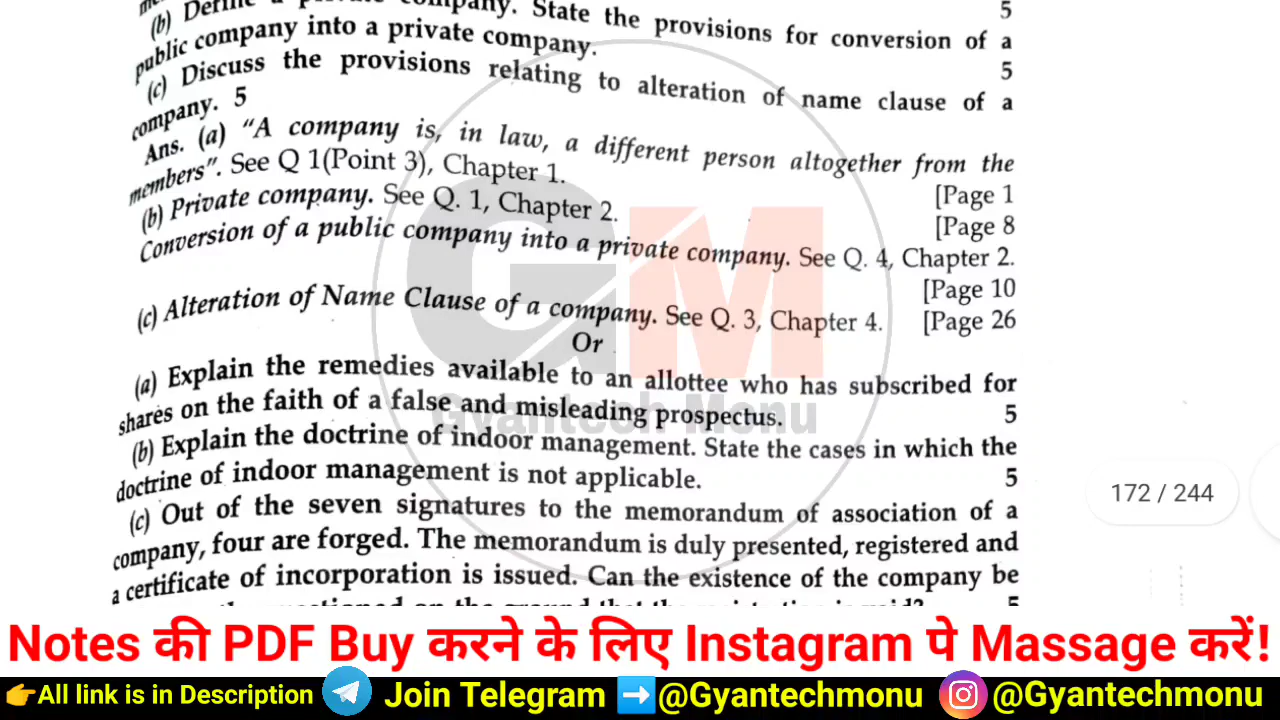 (b) Define a private company. State the provisions for conversion of a
5
public company into a private company.
5
(c) Discuss the provisions relating to alteration of name clause of a
company. 5
Ans. (a) “A company is, in law, a different person altogether from the
members”. See Q 1(Point 3), Chapter 1.
[Page 1
(b) Private company. See Q. 1, Chapter 2.
[Page 8
Conversion of a public company into a private company. See Q. 4, Chapter 2.
[Page 10
(c) Alteration of Name Clause of a company. See Q. 3, Chapter 4. [Page 26
Or
(a) Explain the remedies available to an allottee who has subscribed for
shares on the faith of a false and misleading prospectus. 5
Gyantech Monu
(b) Explain the doctrine of indoor management. State the cases in which the
doctrine of indoor management is not applicable. 5
172 / 244
(c) Out of the seven signatures to the memorandum of association of a
company, four are forged. The memorandum is duly presented, registered and
a certificate of incorporation is issued. Can the existence of the company be
Notes की PDF Buy करने के लिए Instagram पे Massage करें!
👉All link is in Description Join Telegram ➡️@Gyantechmonu @Gyantechmonu